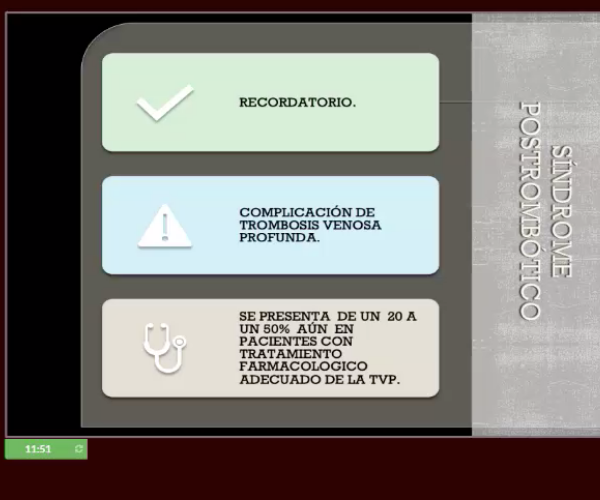 RECORDATORIO.
COMPLICACIÓN DE
TROMBOSIS VENOSA
PROFUNDA.
SE PRESENTA DE UN 20 A
UN 50% AÚN EN
PACIENTES CON
TRATAMIENTO
FARMACOLOGICO
ADECUADO DE LA TVP.
SÍNDROME
POSTROMBÓTICO
11:51